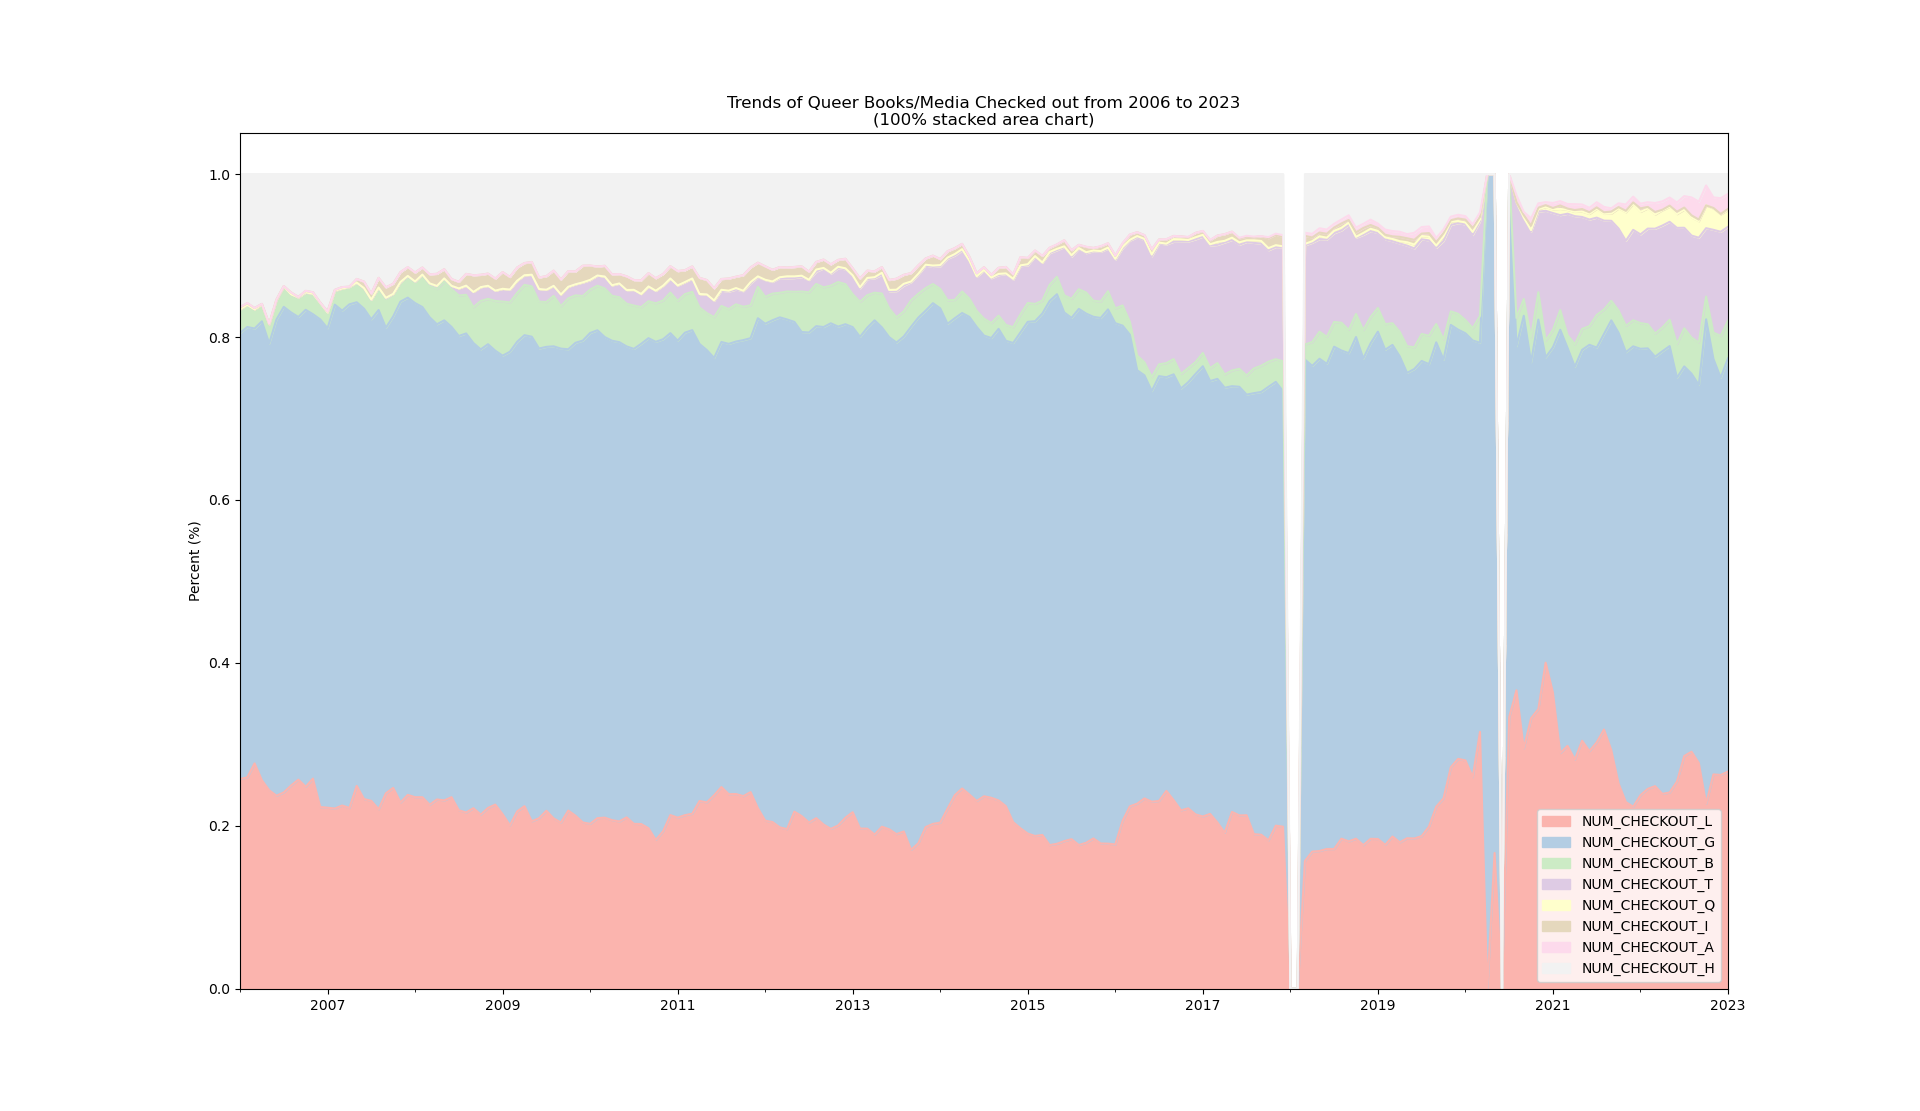 Trends of Queer Books/Media Checked out from 2006 to 2023
(100% stacked area chart)
1.0
0.8
0.6
0.4
0.2
0.0
Percent (%)
2007
2009
2011
2013
2015
2017
2019
2021
2023
NUM_CHECKOUT_L
NUM_CHECKOUT_G
NUM_CHECKOUT_B
NUM_CHECKOUT_T
NUM_CHECKOUT_Q
NUM_CHECKOUT_I
NUM_CHECKOUT_A
NUM_CHECKOUT_H